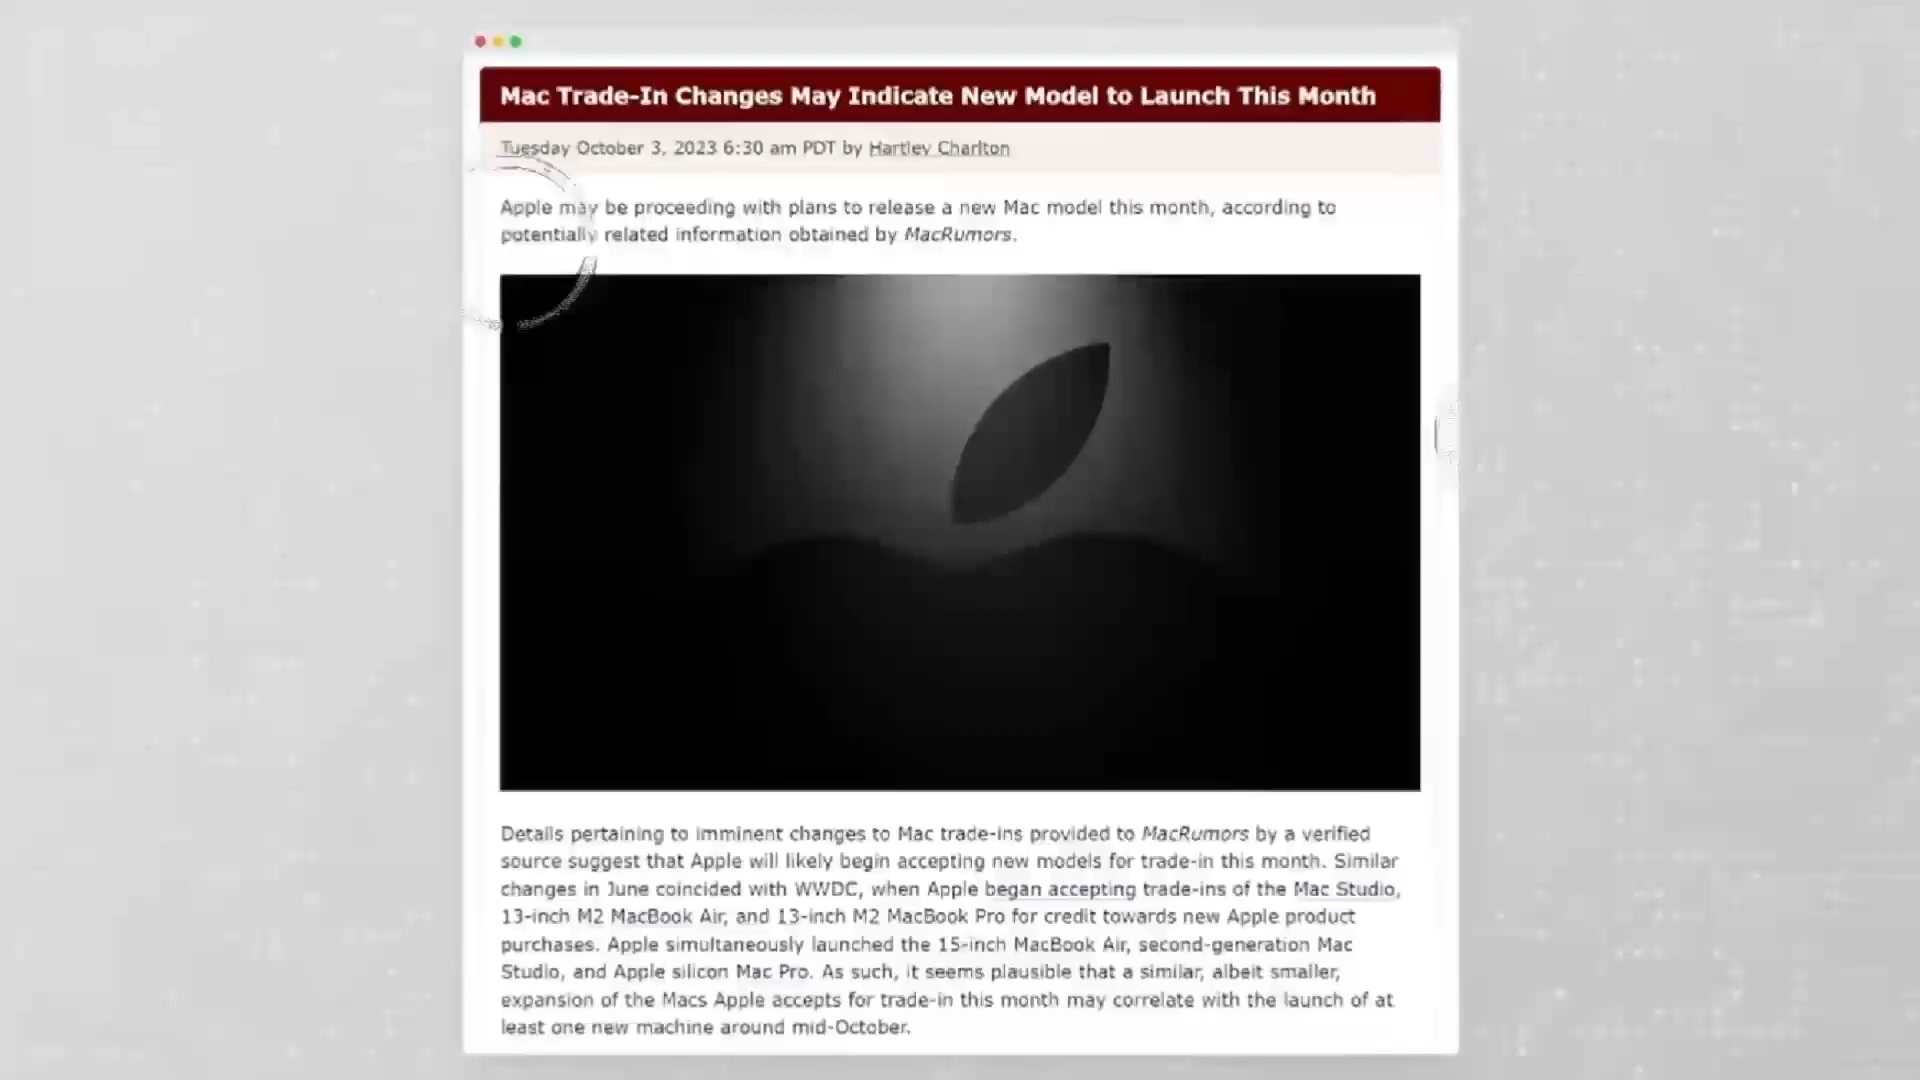 Mac Trade-In Changes May Indicate New Model to Launch This Month
Tuesday October 3, 2023 6:30 am PDT by Hartley Charlton
Apple may be proceeding with plans to release a new Mac model this month, according to
potentially related information obtained by MacRumors.
Details pertaining to imminent changes to Mac trade-ins provided to MacRumors by a verified
source suggest that Apple will likely begin accepting new models for trade-in this month. Similar
changes in June coincided with WWDC, when Apple began accepting trade-ins of the Mac Studio,
13-inch M2 MacBook Air, and 13-inch M2 MacBook Pro for credit towards new Apple product
purchases. Apple simultaneously launched the 15-inch MacBook Air, second-generation Mac
Studio, and Apple silicon Mac Pro. As such, it seems plausible that a similar, albeit smaller,
expansion of the Macs Apple accepts for trade-in this month may correlate with the launch of at
least one new machine around mid-October.